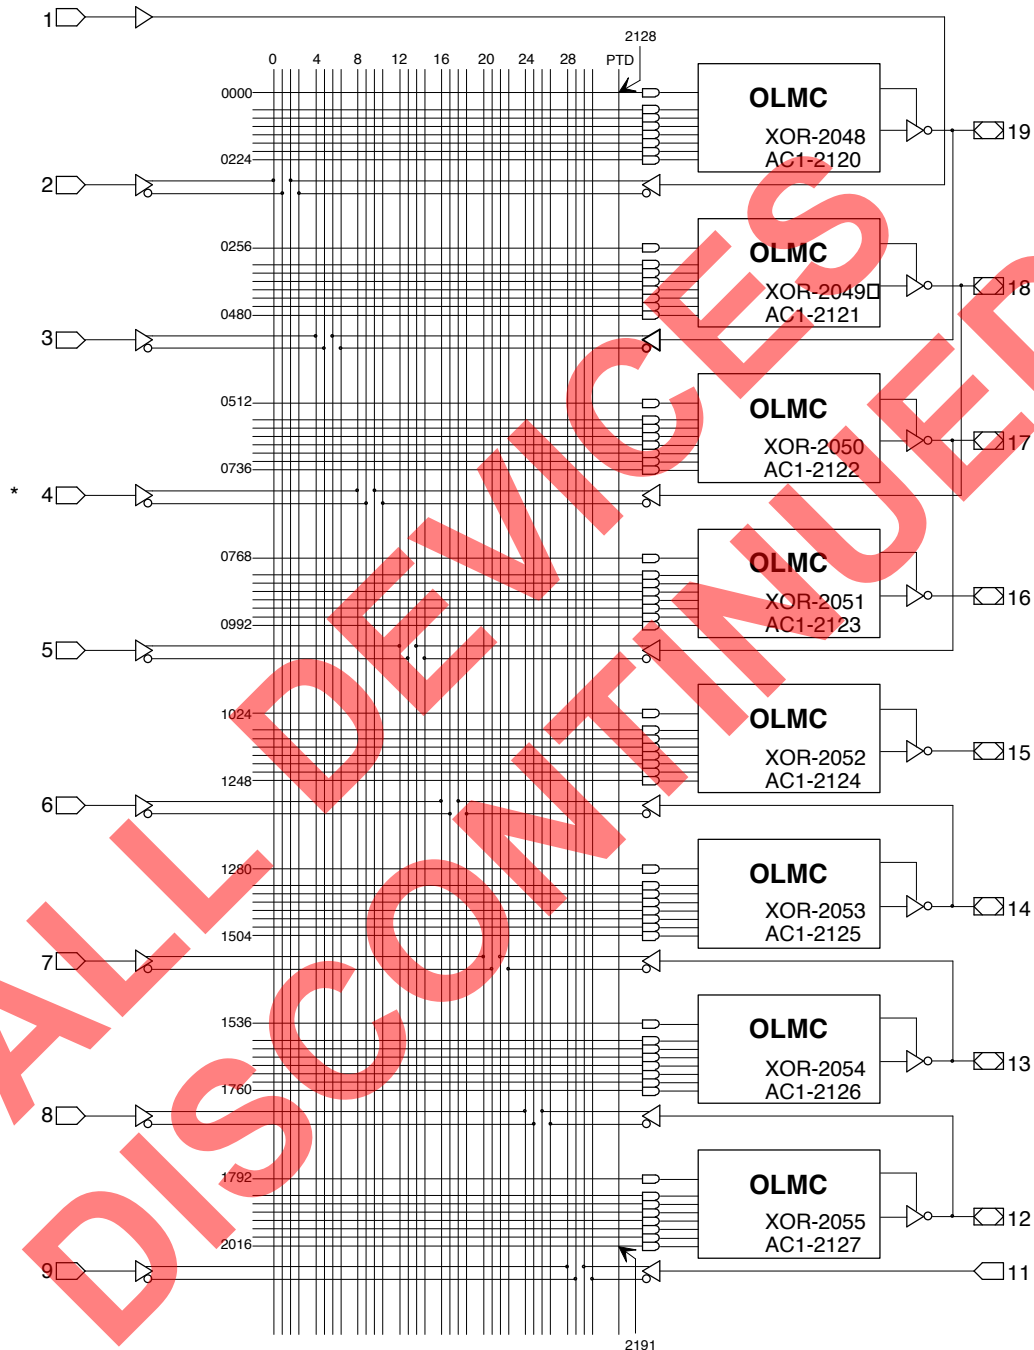 1
2128
0 4 8 12 16 20 24 28 PTD
0000
OLMC
XOR-2048
AC1-2120
19
0224
2
0256
OLMC
XOR-2049
AC1-2121
18
0480
3
0512
OLMC
XOR-2050
AC1-2122
17
0736
* 4
0768
OLMC
XOR-2051
AC1-2123
16
0992
5
1024
OLMC
XOR-2052
AC1-2124
15
1248
6
1280
OLMC
XOR-2053
AC1-2125
14
1504
7
1536
OLMC
XOR-2054
AC1-2126
13
1760
8
1792
OLMC
XOR-2055
AC1-2127
12
2016
9
11
2191
ALL DEVICES
DISCONTINUED